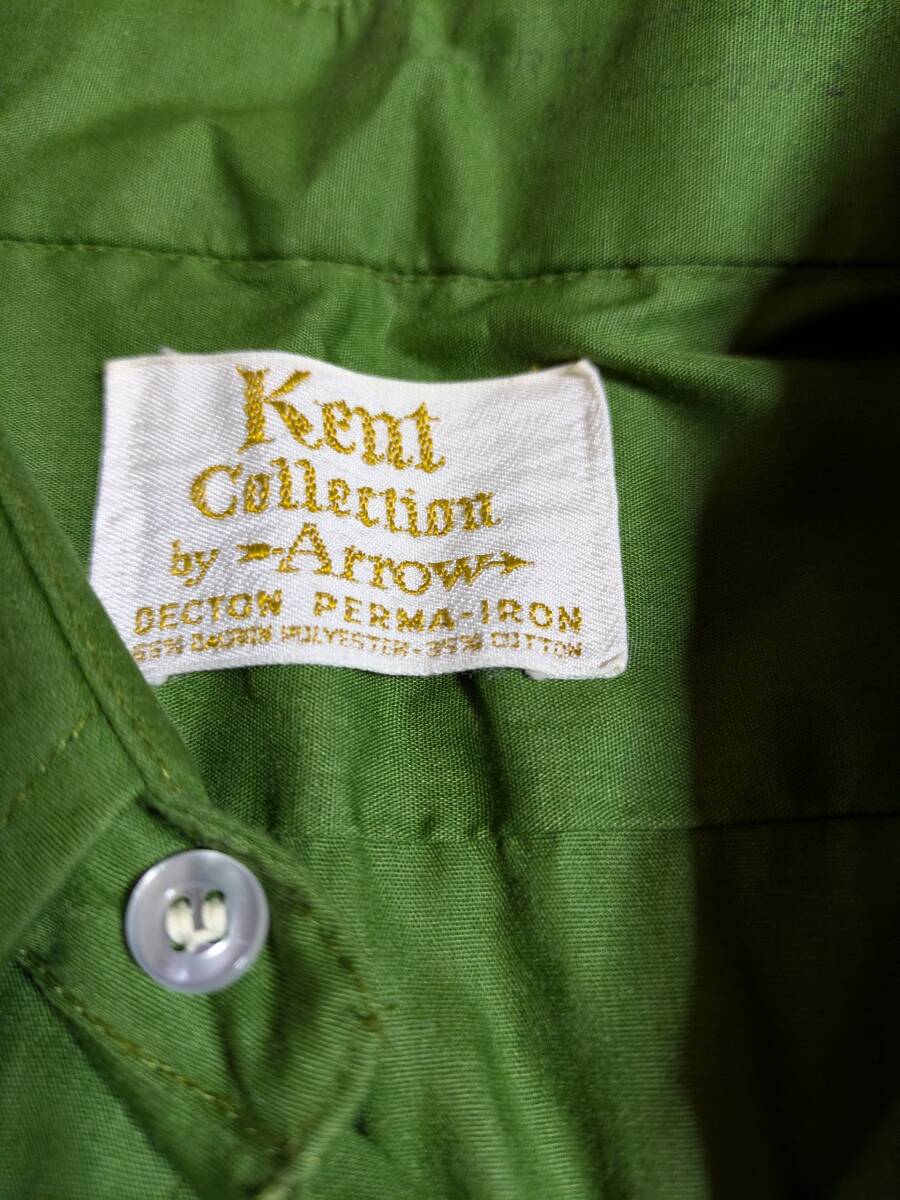 Kent
Collection
by Arrow
DECTON PERMA-IRON
65% DACRON POLYESTER-35% COTTON